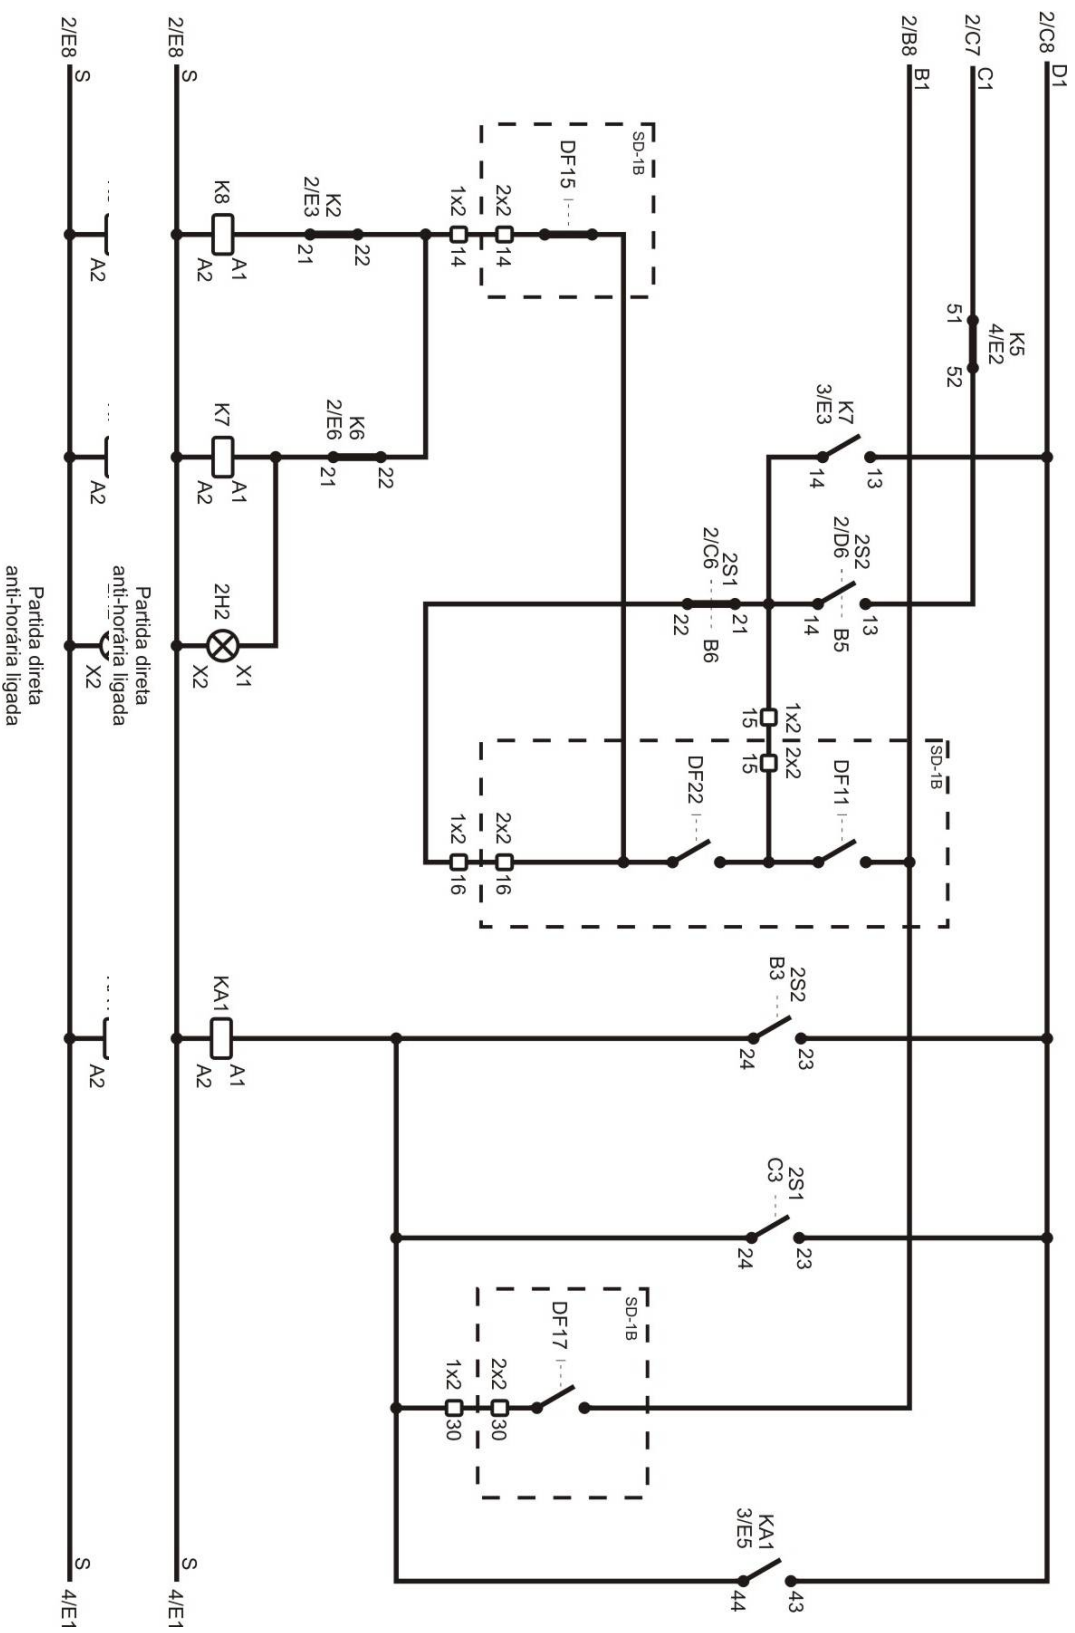 2/C8
D1
2/C7
C1
2/B8
B1
2/E8
S
2/E8
S
51
K5
4/E2
52
SD-1B
DF15
2x2
14
1x2
14
K2
2/E3
22
21
K8
A1
A2
A2
K7
3/E3
13
14
K6
2/E6
22
21
K7
A1
A2
A2
2S2
2/D6
B5
13
14
2S1
2/C6
B6
21
22
2H2
X1
X2
X2
Partida direta
anti-horária ligada
Partida direta
anti-horária ligada
1x2
15
2x2
15
SD-1B
DF11
DF22
2x2
16
1x2
16
2S2
B3
23
24
KA1
A1
A2
A2
2S1
C3
23
24
SD-1B
DF17
2x2
30
1x2
30
KA1
3/E5
43
44
S
4/E1
S
4/E1